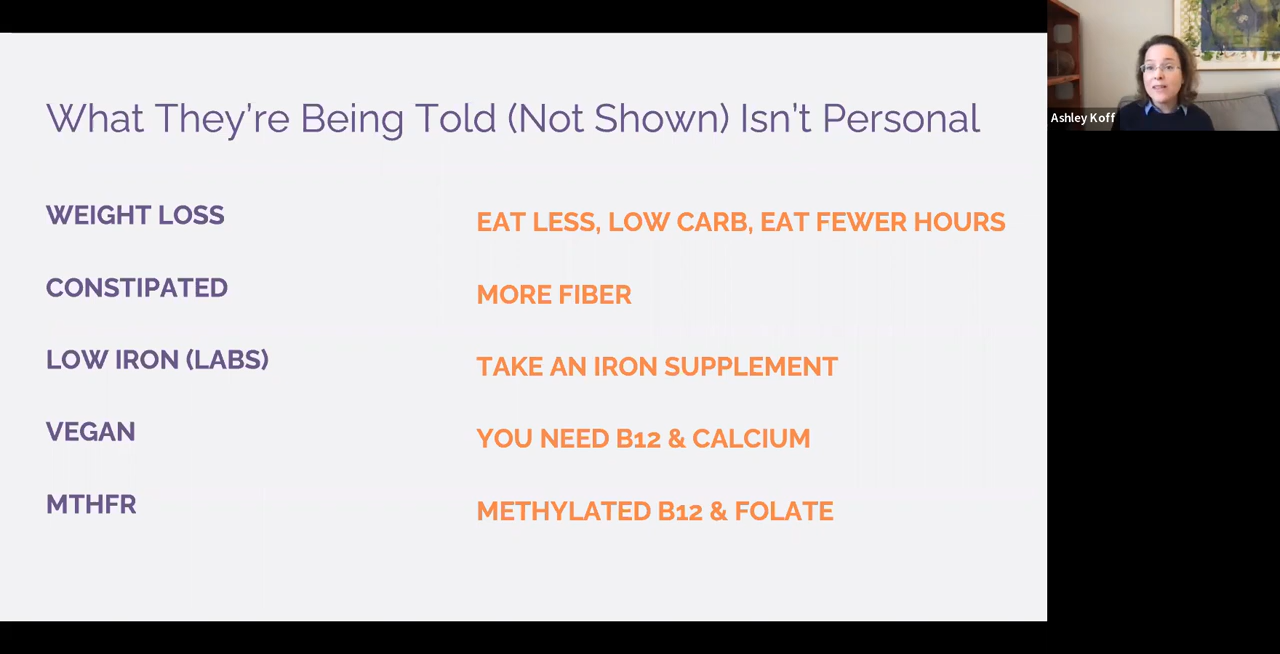 What They're Being Told (Not Shown) Isn't Personal
WEIGHT LOSS
EAT LESS, LOW CARB, EAT FEWER HOURS
CONSTIPATED
MORE FIBER
LOW IRON (LABS)
TAKE AN IRON SUPPLEMENT
VEGAN
YOU NEED B12 & CALCIUM
MTHFR
METHYLATED B12 & FOLATE
Ashley Koff